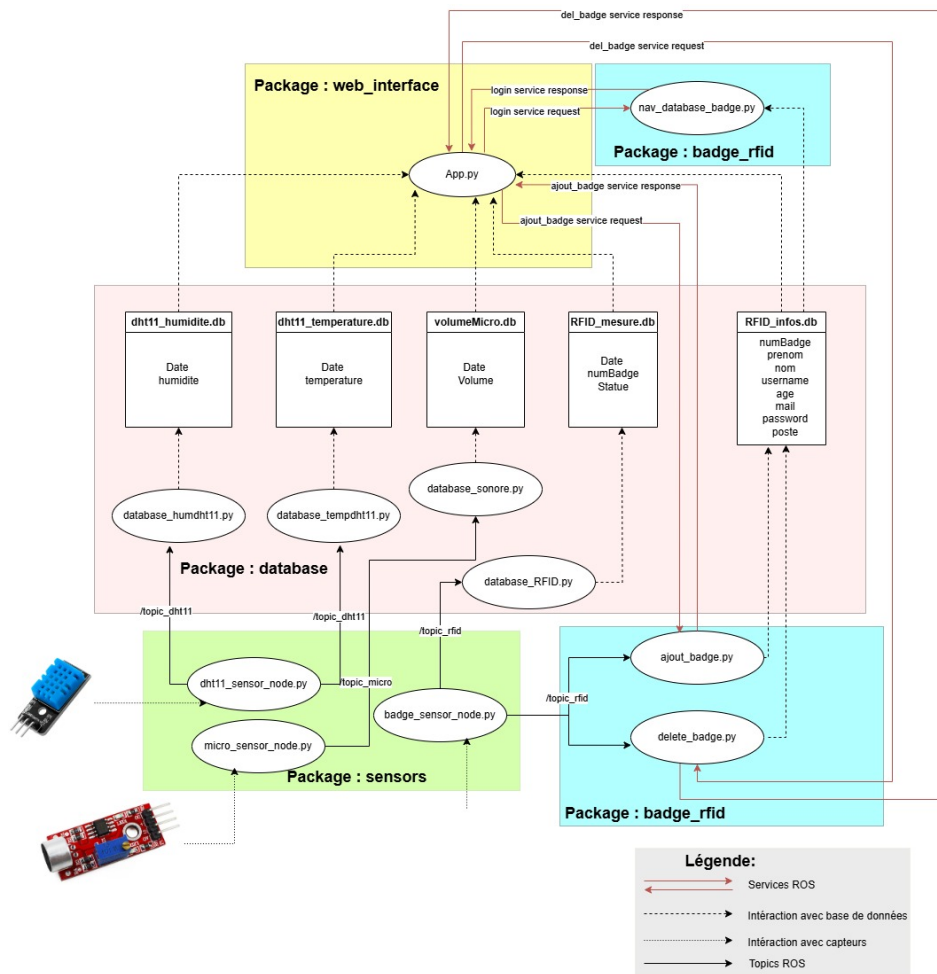 del_badge service response
del_badge service request
Package : web_interface
login service response
login service request
nav_database_badge.py
Package : badge_rfid
App.py
ajout_badge service response
ajout_badge service request
dht11_humidite.db
Date
humidite
dht11_temperature.db
Date
temperature
volumeMicro.db
Date
Volume
RFID_mesure.db
Date
numBadge
Statue
RFID_infos.db
numBadge
prenom
nom
username
age
mail
password
poste
database_humdht11.py
database_tempdht11.py
database_sonore.py
database_RFID.py
Package : database
/topic_dht11
/topic_dht11
/topic_micro
/topic_rfid
dht11_sensor_node.py
micro_sensor_node.py
badge_sensor_node.py
Package : sensors
/topic_rfid
ajout_badge.py
delete_badge.py
Package : badge_rfid
Légende:
Services ROS
Intéraction avec base de données
Intéraction avec capteurs
Topics ROS